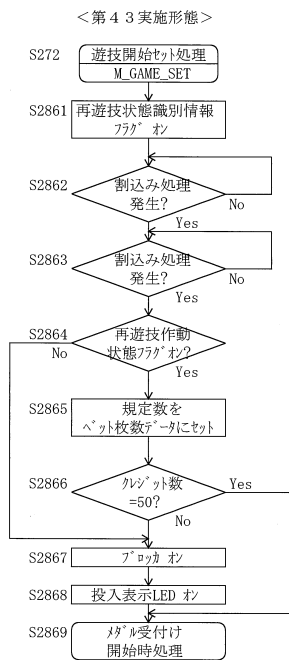 ＜第４３実施形態＞
S272
遊技開始セット処理
M_GAME_SET
S2861
再遊技状態識別情報
ﾌﾗｸﾞ ｵﾝ
S2862
割込み処理
発生?
No
Yes
S2863
割込み処理
発生?
No
Yes
S2864
再遊技作動
状態ﾌﾗｸﾞｵﾝ?
No
Yes
S2865
規定数を
ﾍﾞｯﾄ枚数ﾃﾞｰﾀにｾｯﾄ
S2866
ｸﾚｼﾞｯﾄ数
=50?
Yes
No
S2867
ﾌﾞﾛｯｶ ｵﾝ
S2868
投入表示LED ｵﾝ
S2869
ﾒﾀﾞﾙ受付け
開始時処理